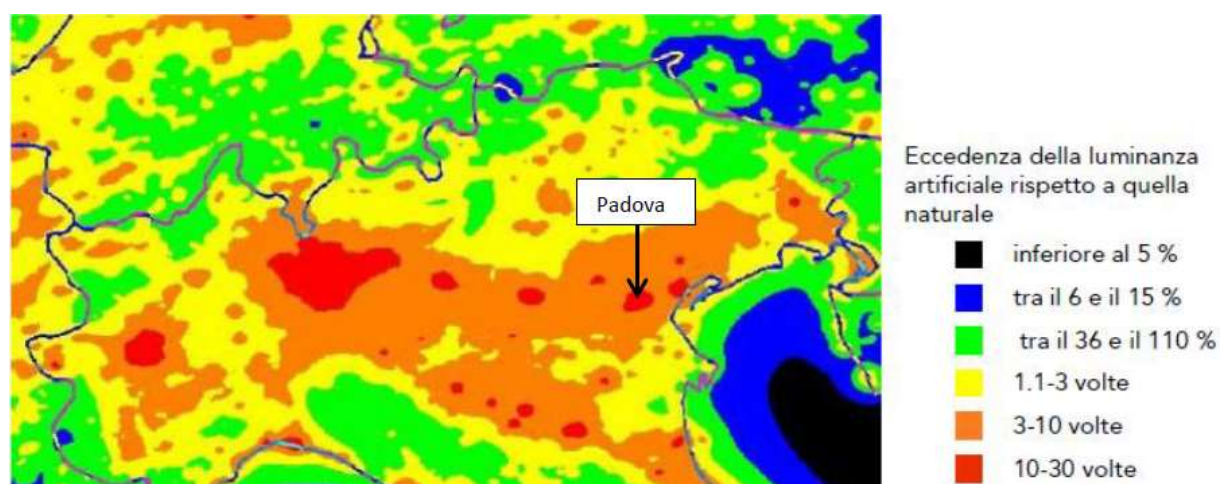 Padova
Eccedenza della luminanza
artificiale rispetto a quella
naturale
inferiore al 5 %
tra il 6 e il 15 %
tra il 36 e il 110 %
1.1-3 volte
3-10 volte
10-30 volte